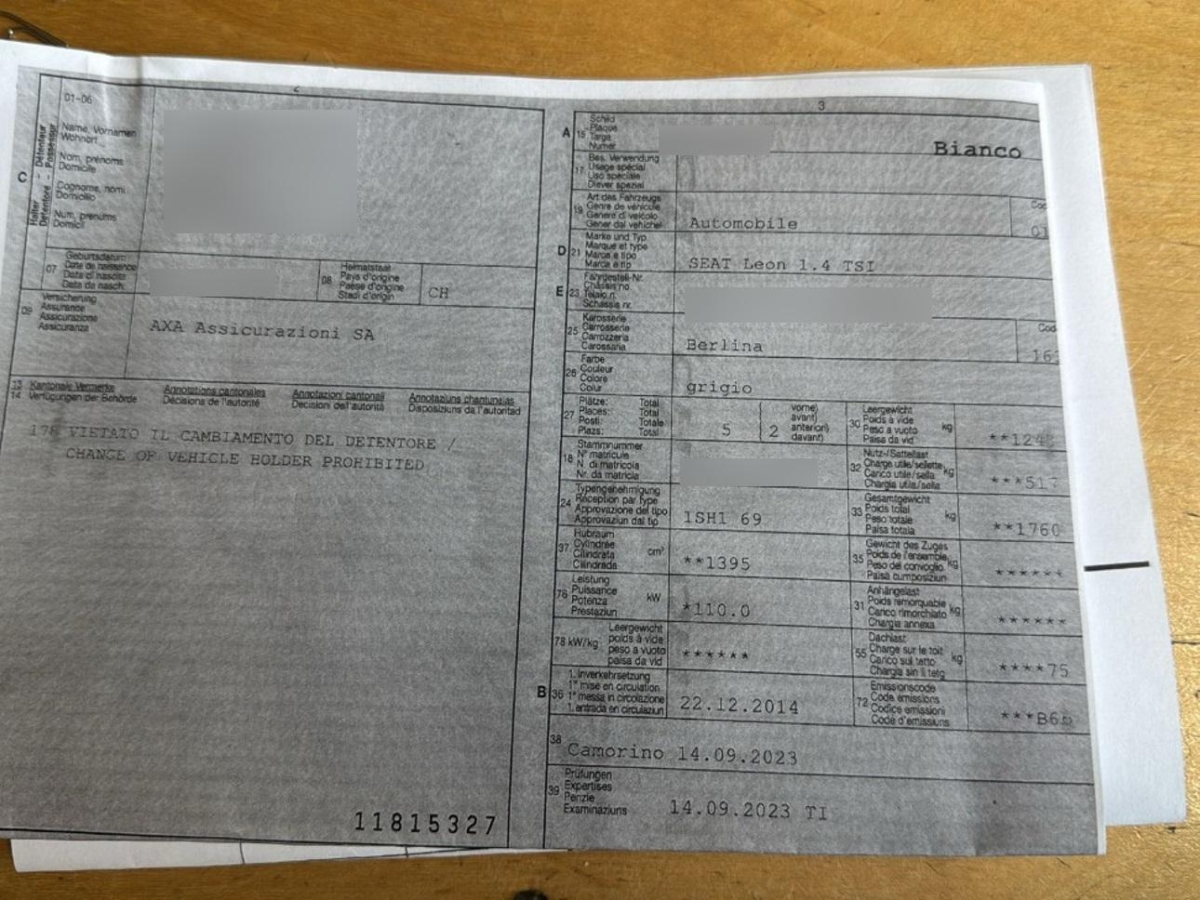 2
01-06
Halter - Détenteur
Detentore - Possessur
C
Name, Vornamen
Wohnort
Nom, prénoms
Domicile
Cognome, nomi
Domicilio
Num, prenums
Domicil
07
Geburtsdatum
Date de naissance
Data di nascita
Data da nasch.
08
Heimatstaat
Pays d'origine
Paese d'origine
Stadi d'origin
CH
09
Versicherung
Assurance
Assicurazione
Assicuranza
AXA Assicurazioni SA
13 Kantonale Vermerke Annotations cantonales Annotazioni cantonali Annotaziuns chantunalas
14 Verfügungen der Behörde Décisions de l'autorité Decisioni dell'autorità Disposiziuns da l'autoritad
178 VIETATO IL CAMBIAMENTO DEL DETENTORE /
CHANGE OF VEHICLE HOLDER PROHIBITED
11815327
3
A 15
Schild
Plaque
Targa
Numer
Bianco
17
Bes. Verwendung
Usage spécial
Uso speciale
Diever spezial
19
Art des Fahrzeugs
Genre de véhicule
Genere di veicolo
Gener dal vehichel
Automobile
01
D 21
Marke und Typ
Marque et type
Marca e tipo
Marca e tip
SEAT Leon 1.4 TSI
E 23
Fahrgestell-Nr.
Châssis no
Telaio n.
Schassis nr.
25
Karosserie
Carrosserie
Carrozzeria
Carossaria
Berlina
26
Farbe
Couleur
Colore
Colur
grigio
27
Plätze: Total
Places: Total
Posti: Totale
Plazs: Total
5
2
vorne)
avant)
anteriori)
davant)
30
Leergewicht
Poids à vide
Peso a vuoto
Paisa da vid
kg
18
Stammnummer
N° matricule
N. di matricola
Nr. da matricla
32
Nutz-/Sattellast
Charge utile/sellette
Carico utile/sella
Chargia utila/sella
kg
***517
24
Typengenehmigung
Réception par type
Approvazione del tipo
Approvaziun dal tip
1SH1 69
33
Gesamtgewicht
Poids total
Peso totale
Paisa totala
kg
**1760
37
Hubraum
Cylindrée
Cilindrata
Cilindrada
cm³
**1395
35
Gewicht des Zuges
Poids de l'ensemble
Peso del convoglio
Paisa cumposiziun
kg
******
76
Leistung
Puissance
Potenza
Prestaziun
kW
*110.0
31
Anhängelast
Poids remorquable
Carico rimorchiato
Chargia annexa
kg
******
78 kW/kg
Leergewicht
poids à vide
peso a vuoto
paisa da vid
******
55
Dachlast
Charge sur le toit
Carico sul tetto
Chargia sin il tetg
kg
****75
B 36
1. Inverkehrsetzung
1re mise en circulation
1a messa in circolazione
1. entrada en circulaziun
22.12.2014
72
Emissionscode
Code émissions
Codice emissioni
Code d'emissiuns
***B6b
38
Camorino 14.09.2023
39
Prüfungen
Expertises
Perizie
Examinaziuns
14.09.2023 TI